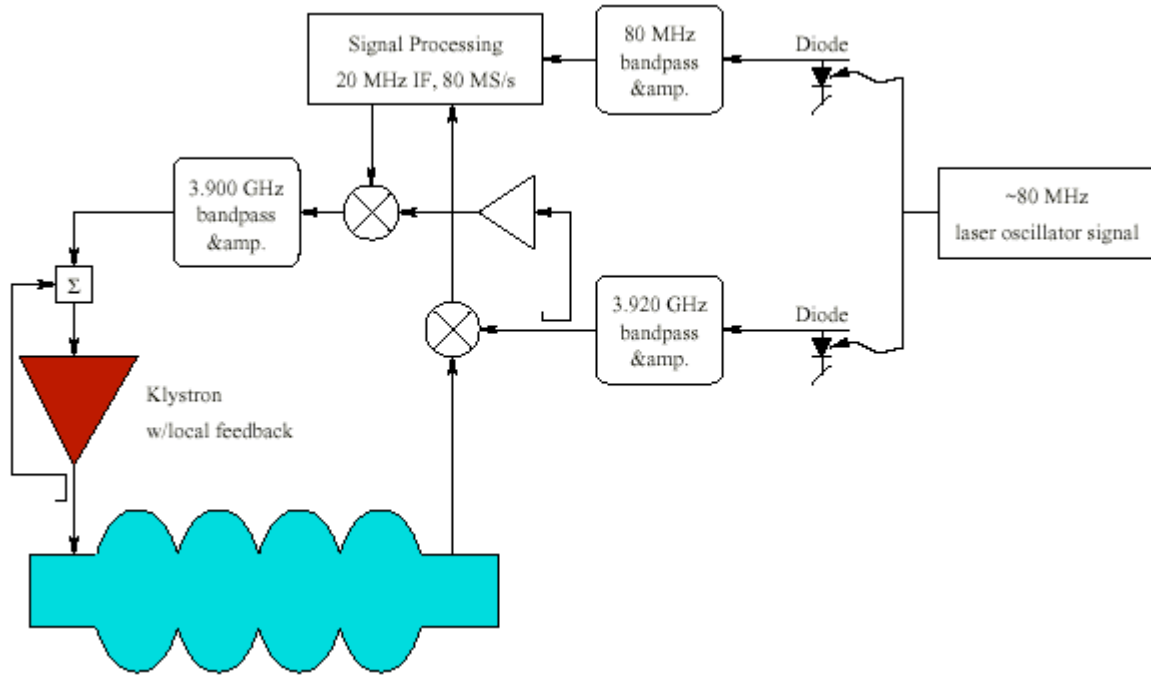 Signal Processing
20 MHz IF, 80 MS/s
80 MHz
bandpass
&amp.
Diode
3.900 GHz
bandpass
&amp.
~80 MHz
laser oscillator signal
Σ
3.920 GHz
bandpass
&amp.
Diode
Klystron
w/local feedback